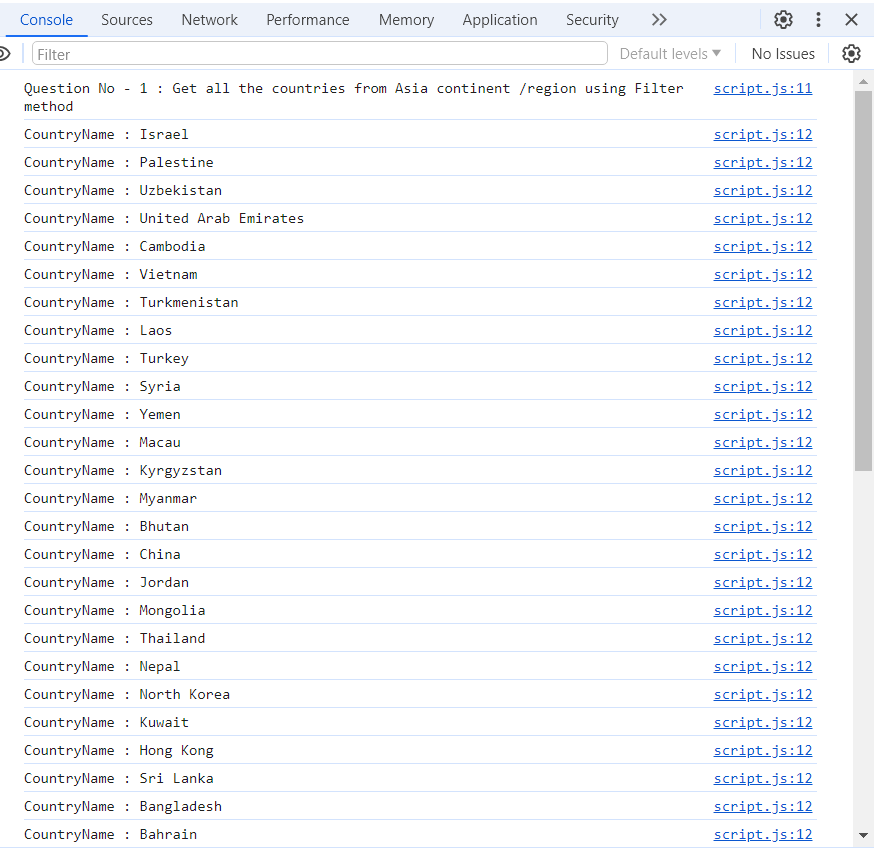 Console Sources Network Performance Memory Application Security
Filter Default levels No Issues
Question No - 1 : Get all the countries from Asia continent /region using Filter script.js:11
method
CountryName : Israel script.js:12
CountryName : Palestine script.js:12
CountryName : Uzbekistan script.js:12
CountryName : United Arab Emirates script.js:12
CountryName : Cambodia script.js:12
CountryName : Vietnam script.js:12
CountryName : Turkmenistan script.js:12
CountryName : Laos script.js:12
CountryName : Turkey script.js:12
CountryName : Syria script.js:12
CountryName : Yemen script.js:12
CountryName : Macau script.js:12
CountryName : Kyrgyzstan script.js:12
CountryName : Myanmar script.js:12
CountryName : Bhutan script.js:12
CountryName : China script.js:12
CountryName : Jordan script.js:12
CountryName : Mongolia script.js:12
CountryName : Thailand script.js:12
CountryName : Nepal script.js:12
CountryName : North Korea script.js:12
CountryName : Kuwait script.js:12
CountryName : Hong Kong script.js:12
CountryName : Sri Lanka script.js:12
CountryName : Bangladesh script.js:12
CountryName : Bahrain script.js:12